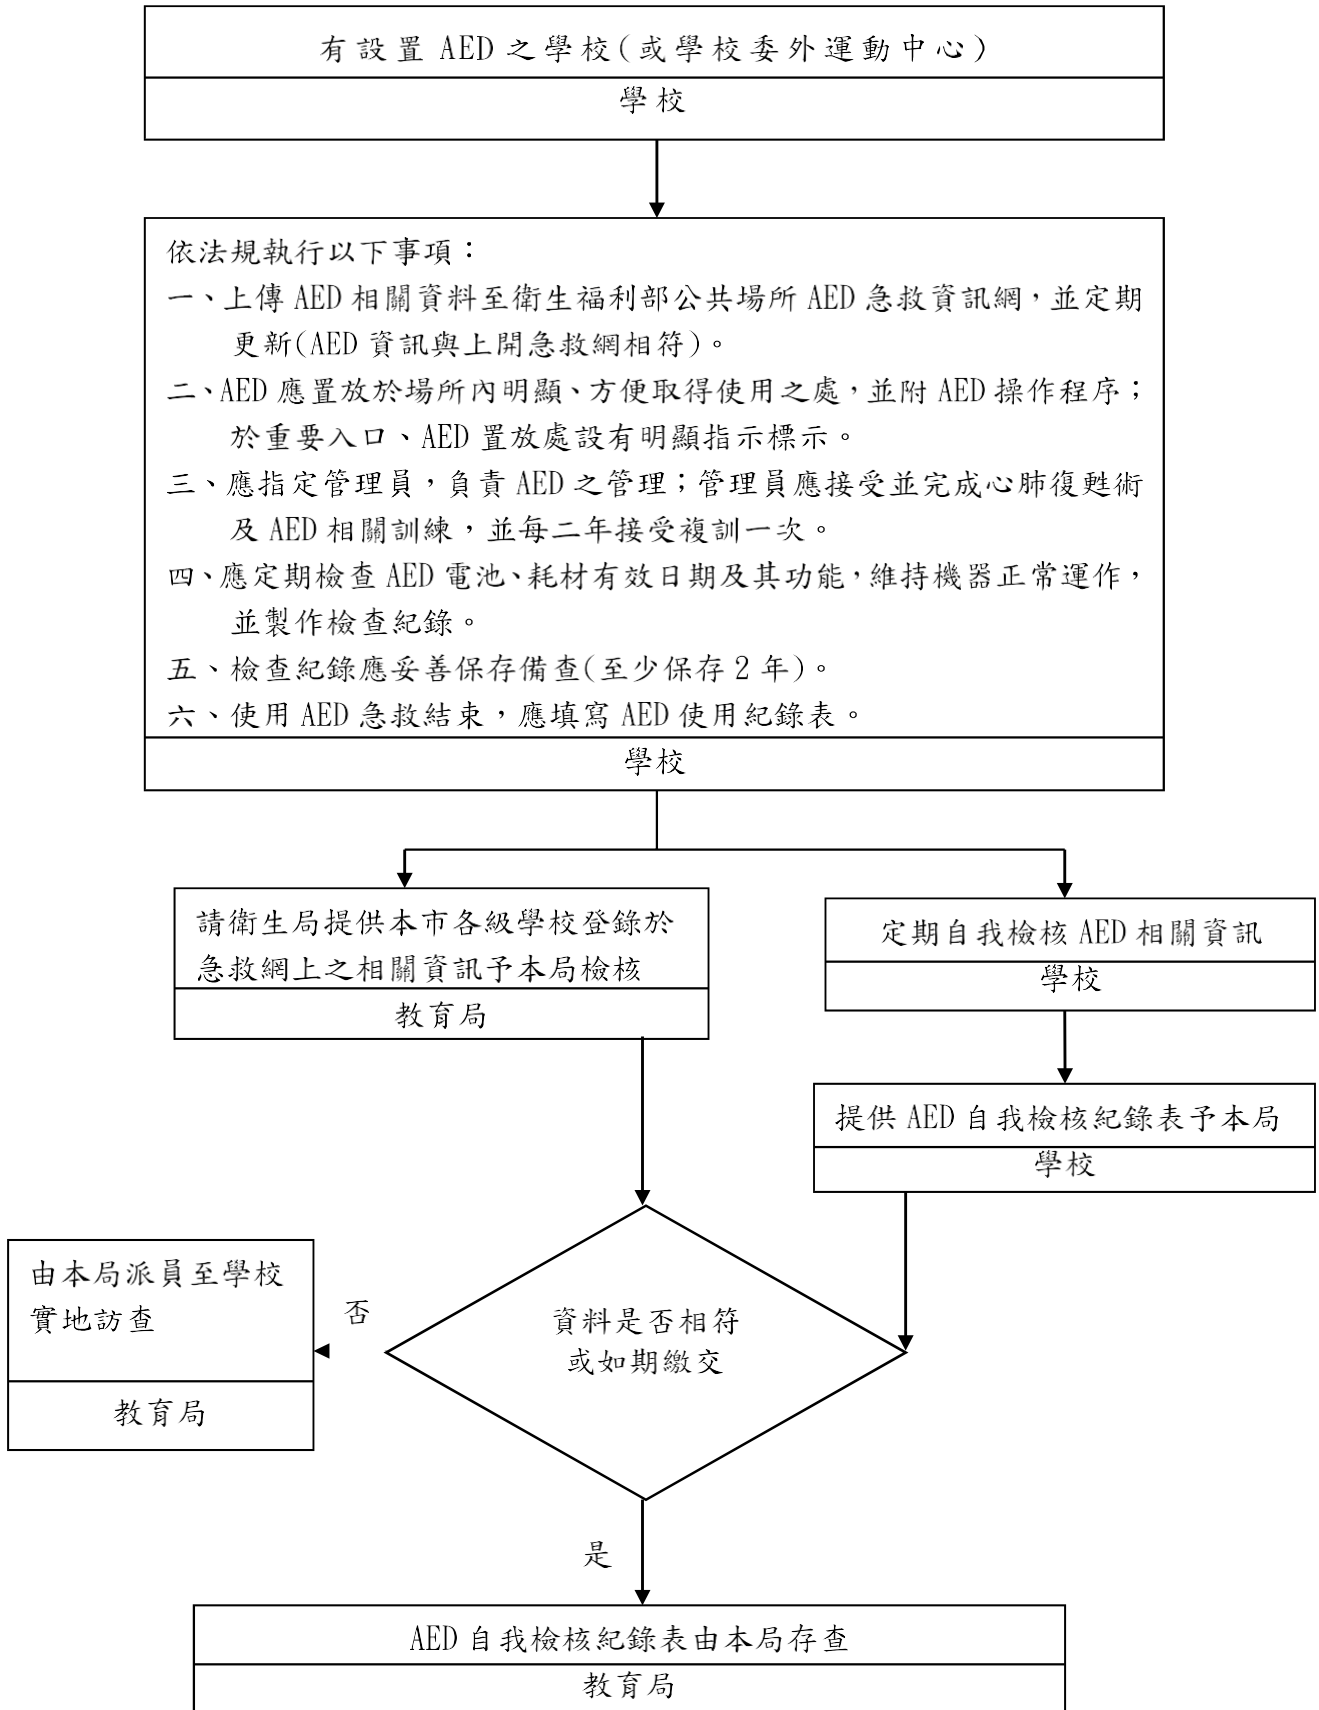 有設置 AED 之學校(或學校委外運動中心)
學校
依法規執行以下事項：
一、上傳 AED 相關資料至衛生福利部公共場所 AED 急救資訊網，並定期
更新(AED 資訊與上開急救網相符)。
二、AED 應置放於場所內明顯、方便取得使用之處，並附 AED 操作程序；
於重要入口、AED 置放處設有明顯指示標示。
三、應指定管理員，負責 AED 之管理；管理員應接受並完成心肺復甦術
及 AED 相關訓練，並每二年接受複訓一次。
四、應定期檢查 AED 電池、耗材有效日期及其功能，維持機器正常運作，
並製作檢查紀錄。
五、檢查紀錄應妥善保存備查(至少保存 2 年)。
六、使用 AED 急救結束，應填寫 AED 使用紀錄表。
學校
請衛生局提供本市各級學校登錄於
急救網上之相關資訊予本局檢核
教育局
定期自我檢核 AED 相關資訊
學校
提供 AED 自我檢核紀錄表予本局
學校
由本局派員至學校
實地訪查
教育局
否
資料是否相符
或如期繳交
是
AED 自我檢核紀錄表由本局存查
教育局